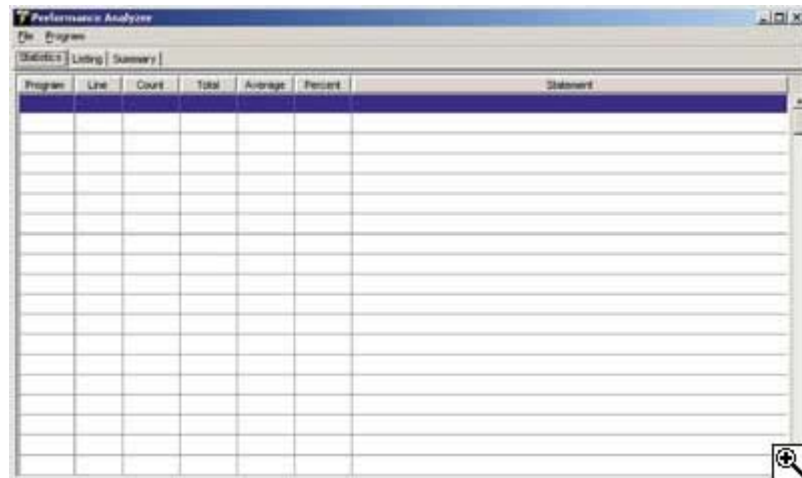 Performance Analyzer
File Program
Statistics Listing Summary
Program Line Count Total Average Percent Statement